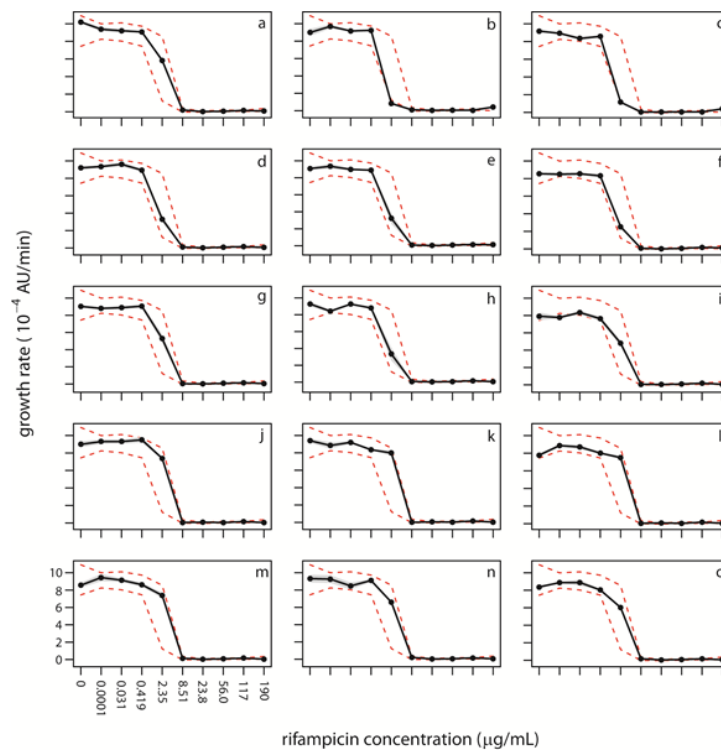 a b c
d e f
g h i
j k l
m n o
growth rate ( 10⁻⁴ AU/min)
10
8
6
4
2
0
0 0.0001 0.031 0.419 2.35 8.51 23.8 56.0 117 190
rifampicin concentration (μg/mL)